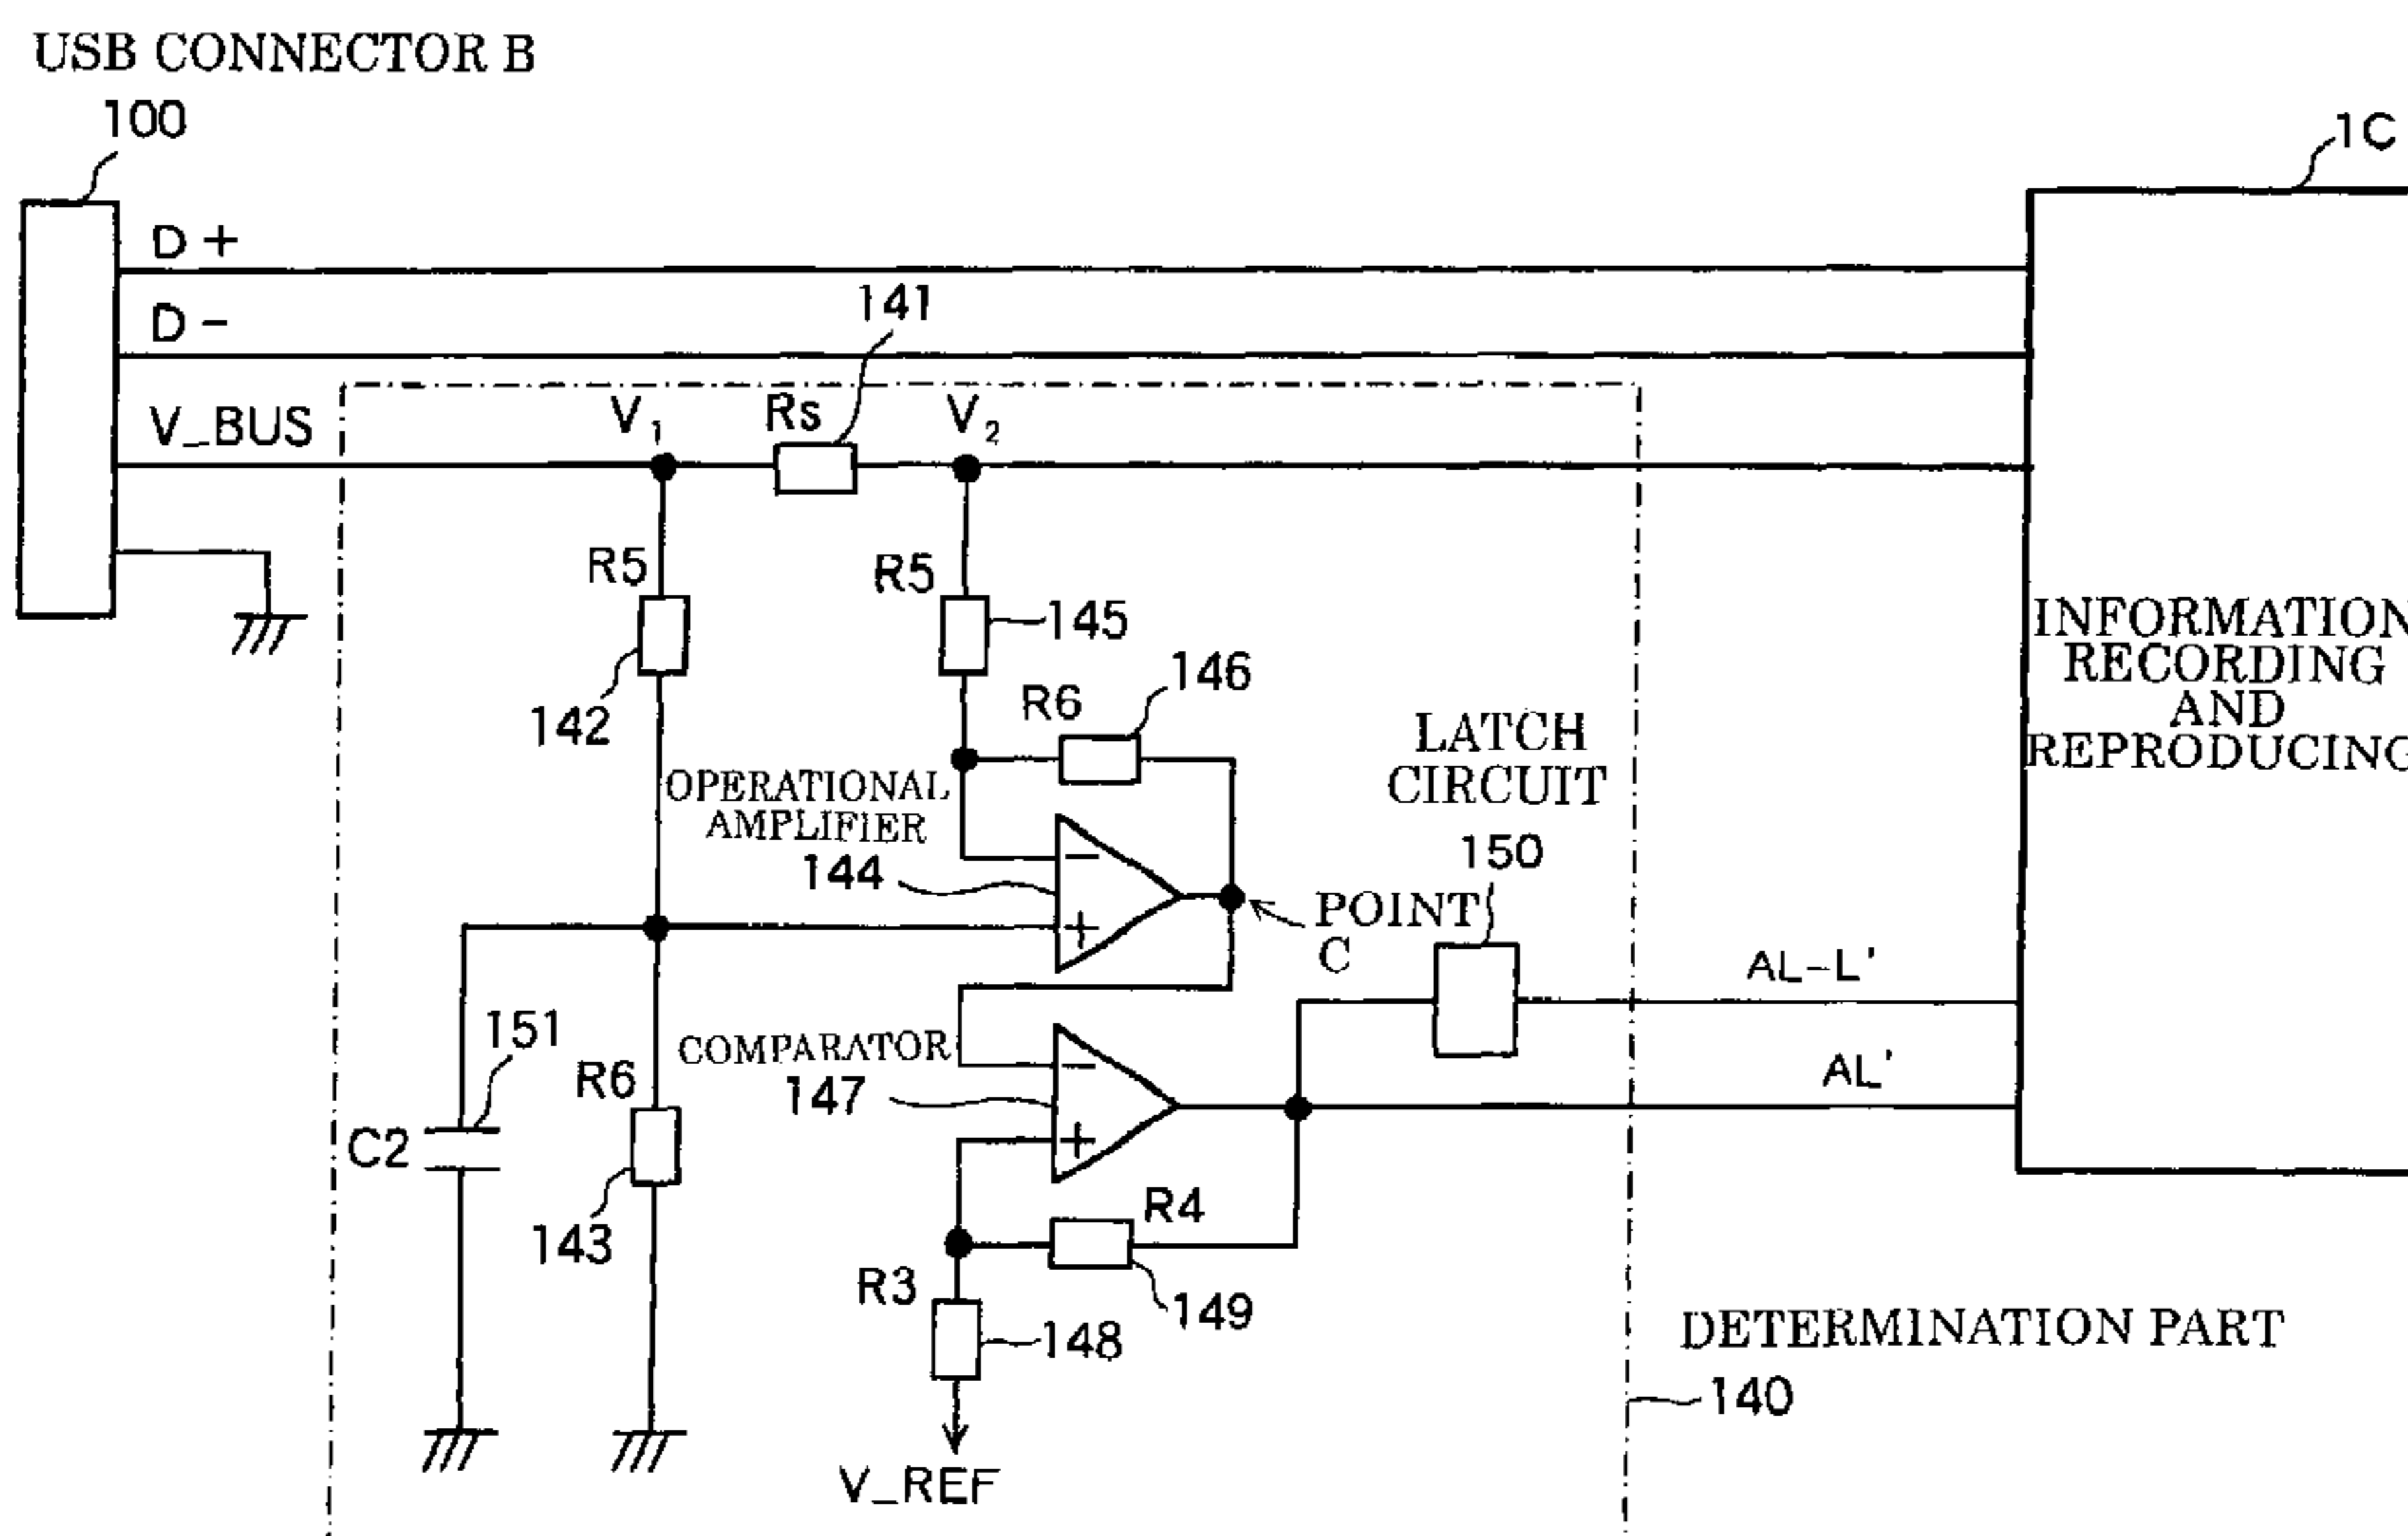 USB CONNECTOR B
100
1C
D +
D -
141
V_BUS
V1
Rs
V2
R5
R5
145
142
R6
146
INFORMATION
RECORDING
AND
REPRODUCING
LATCH
CIRCUIT
150
OPERATIONAL
AMPLIFIER
144
POINT
C
AL-L'
151
COMPARATOR
147
AL'
R6
C2
143
R4
149
R3
148
DETERMINATION PART
140
V_REF